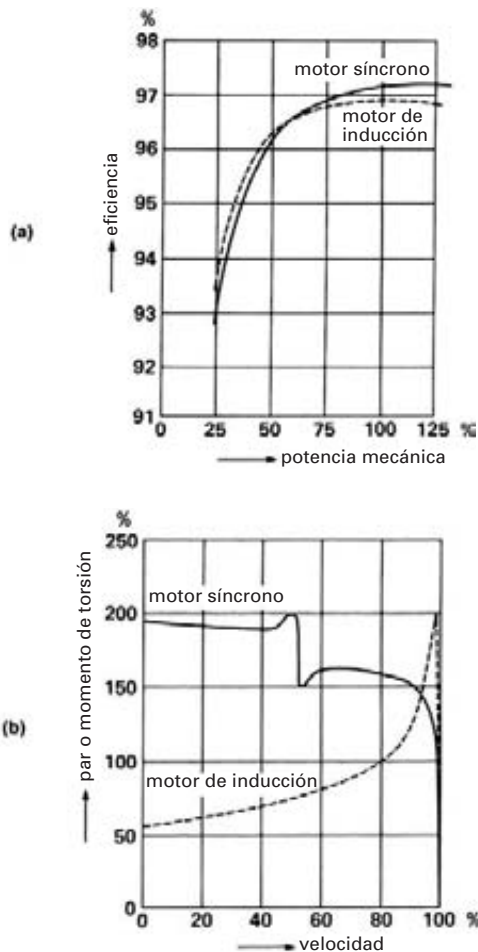 %
98
97
96
95
94
93
92
91
motor síncrono
motor de
inducción
(a)
eficiencia
0 25 50 75 100 125 %
potencia mecánica
%
250
200
150
100
50
0
motor síncrono
motor de inducción
(b)
par o momento de torsión
0 20 40 60 80 100 %
velocidad